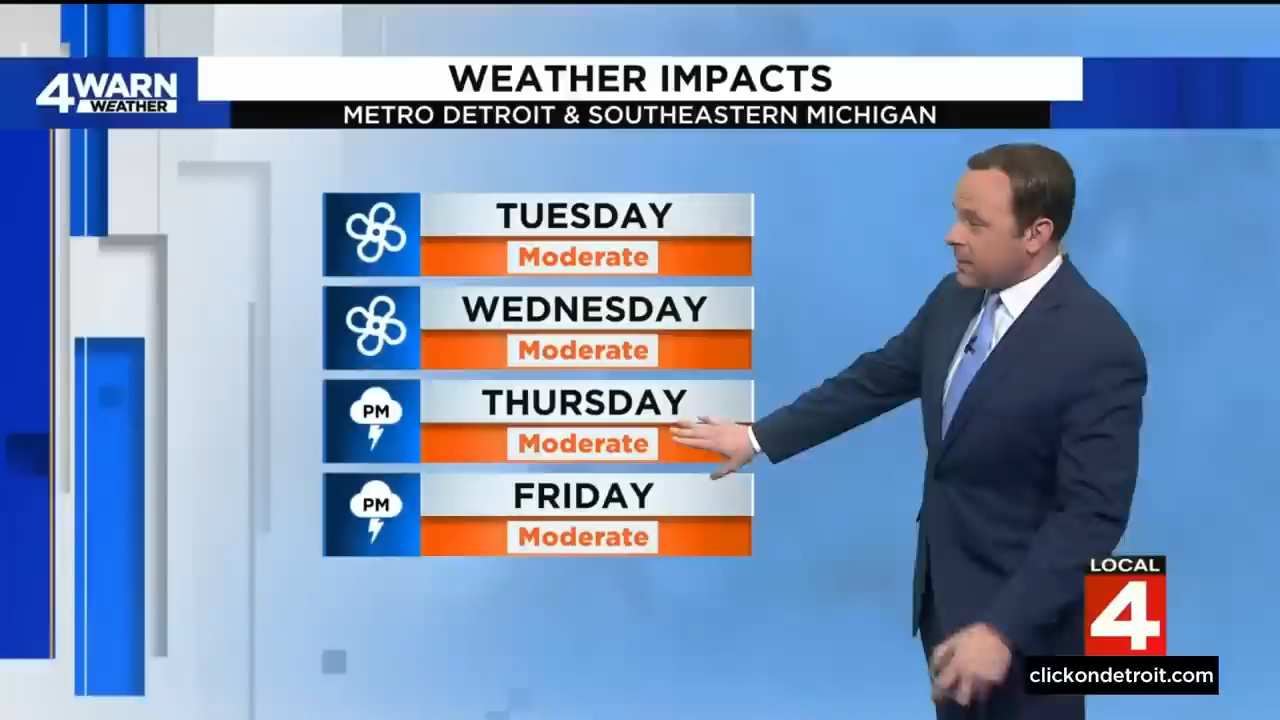 4WARN
WEATHER
WEATHER IMPACTS
METRO DETROIT & SOUTHEASTERN MICHIGAN
TUESDAY
Moderate
WEDNESDAY
Moderate
PM
THURSDAY
Moderate
PM
FRIDAY
Moderate
LOCAL
4
clickondetroit.com